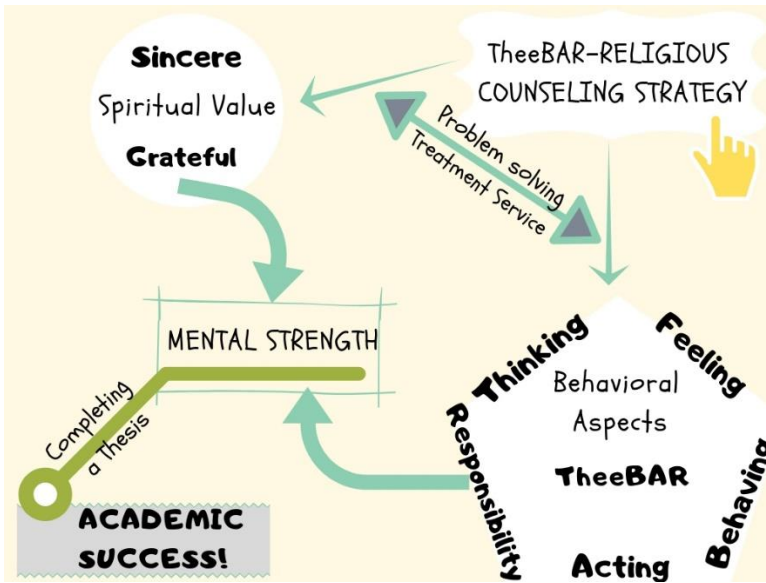 Sincere
Spiritual Value
Grateful
TheeBAR-RELIGIOUS
COUNSELING STRATEGY
Problem solving
Treatment Service
MENTAL STRENGTH
Completing
a Thesis
ACADEMIC
SUCCESS!
Thinking
Feeling
Behavioral
Aspects
TheeBAR
Responsibility
Behaving
Acting